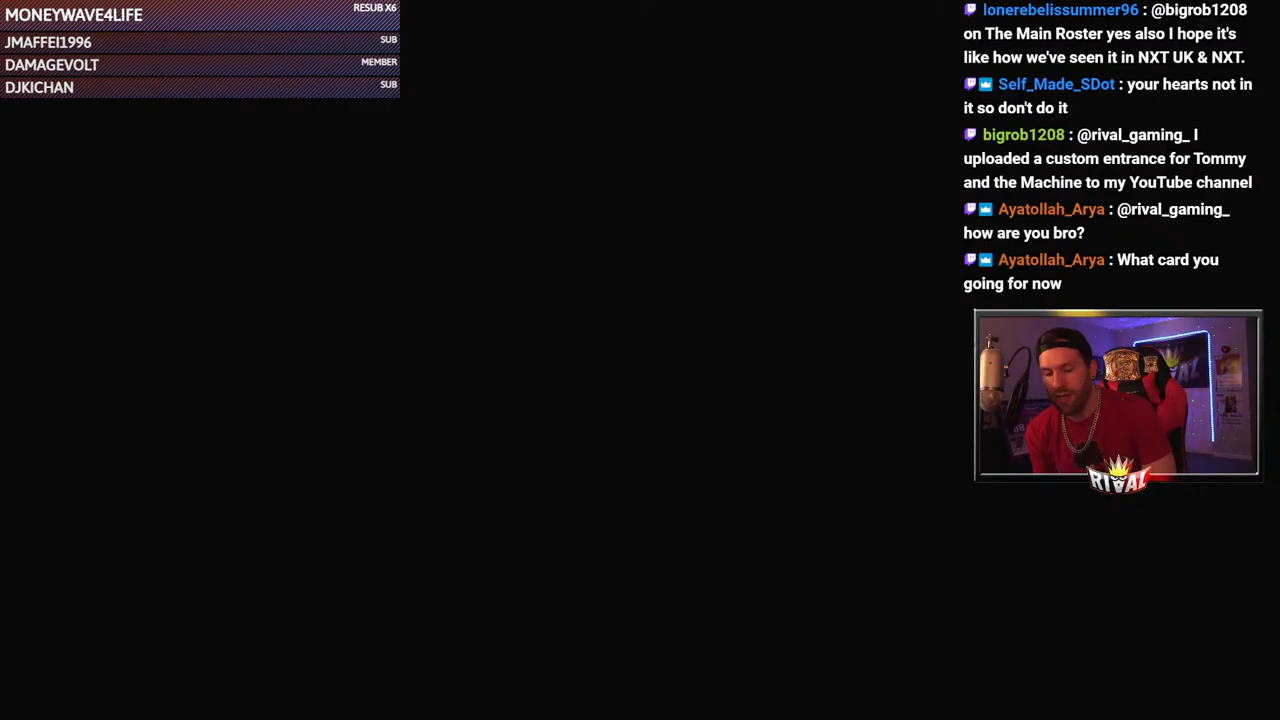 MONEYWAVE4LIFE RESUB X6
JMAFFEI1996 SUB
DAMAGEVOLT MEMBER
DJKICHAN SUB
lonerebelissummer96 : @bigrob1208
on The Main Roster yes also I hope it's
like how we've seen it in NXT UK & NXT.
Self_Made_SDot : your hearts not in
it so don't do it
bigrob1208 : @rival_gaming_ I
uploaded a custom entrance for Tommy
and the Machine to my YouTube channel
Ayatollah_Arya : @rival_gaming_
how are you bro?
Ayatollah_Arya : What card you
going for now
RIVAL